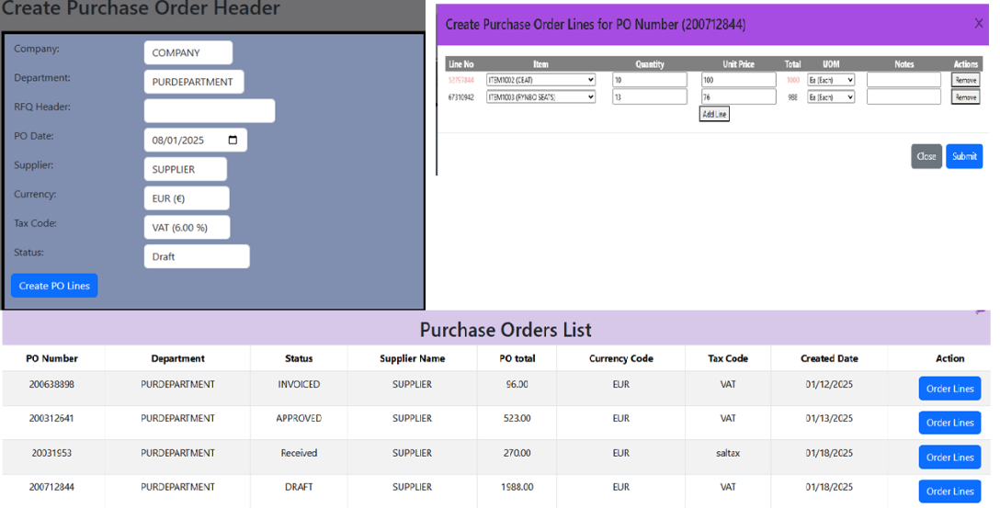 Create Purchase Order Header
Company: COMPANY
Department: PURDEPARTMENT
RFQ Header:
PO Date: 08/01/2025
Supplier: SUPPLIER
Currency: EUR (€)
Tax Code: VAT (6.00 %)
Status: Draft
Create PO Lines
Create Purchase Order Lines for PO Number (200712844) X
Line No Item Quantity Unit Price Total UOM Notes Actions
52797844 ITEM1002 (CEAT) 10 100 1000 Ea (Each) Remove
67310942 ITEM1003 (RYNBO SEATS) 13 76 988 Ea (Each) Remove
Add Line
Close Submit
Purchase Orders List
PO Number Department Status Supplier Name PO total Currency Code Tax Code Created Date Action
200638898 PURDEPARTMENT INVOICED SUPPLIER 96.00 EUR VAT 01/12/2025 Order Lines
200312641 PURDEPARTMENT APPROVED SUPPLIER 523.00 EUR VAT 01/13/2025 Order Lines
20031953 PURDEPARTMENT Received SUPPLIER 270.00 EUR saltax 01/18/2025 Order Lines
200712844 PURDEPARTMENT DRAFT SUPPLIER 1988.00 EUR VAT 01/18/2025 Order Lines